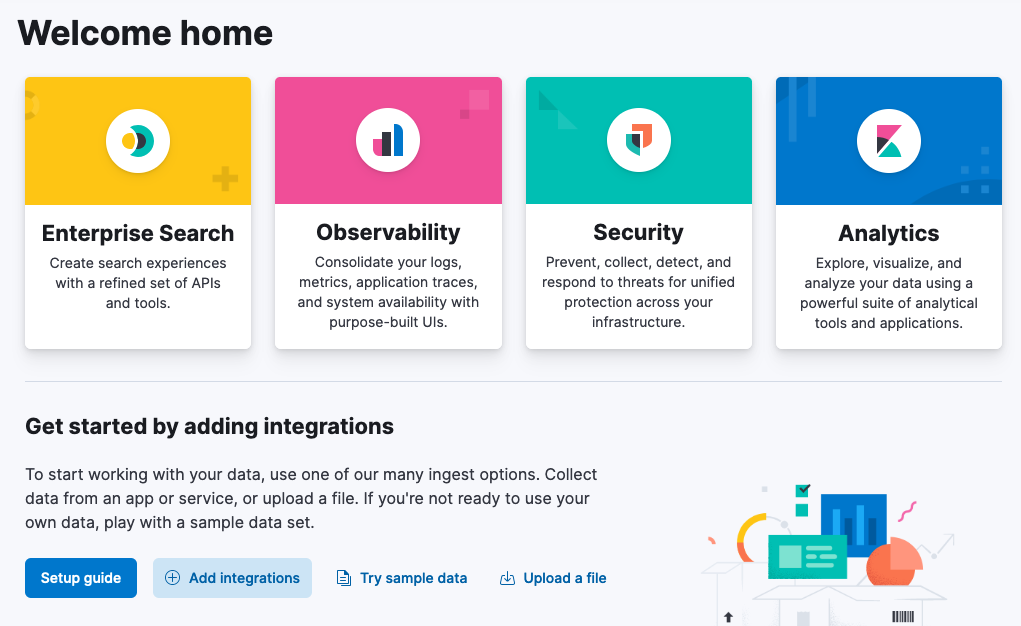 Welcome home
Enterprise Search
Create search experiences
with a refined set of APIs
and tools.
Observability
Consolidate your logs,
metrics, application traces,
and system availability with
purpose-built UIs.
Security
Prevent, collect, detect, and
respond to threats for unified
protection across your
infrastructure.
Analytics
Explore, visualize, and
analyze your data using a
powerful suite of analytical
tools and applications.
Get started by adding integrations
To start working with your data, use one of our many ingest options. Collect
data from an app or service, or upload a file. If you're not ready to use your
own data, play with a sample data set.
Setup guide
Add integrations
Try sample data
Upload a file